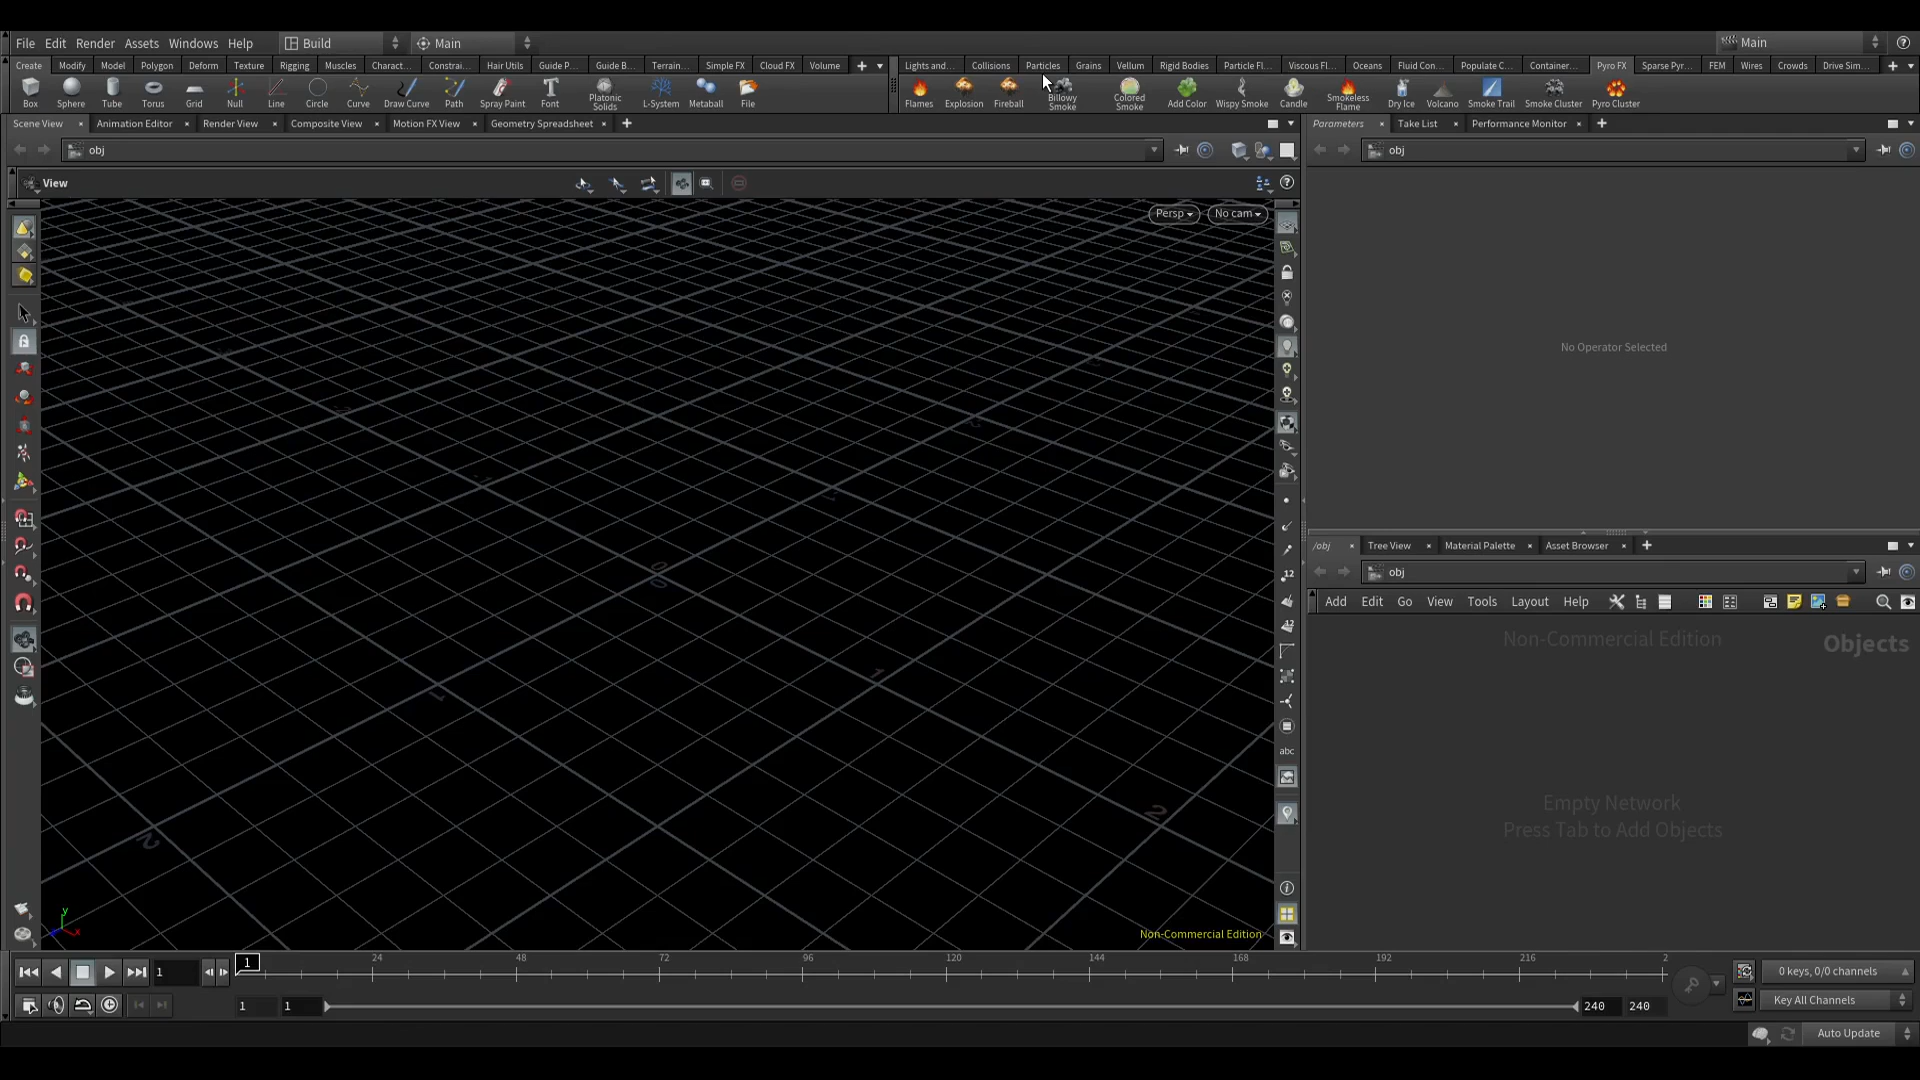 File Edit Render Assets Windows Help Build Main Main
Create Modify Model Polygon Deform Texture Rigging Muscles Charact... Constrai... Hair Utils Guide P... Guide B... Terrain... Simple FX Cloud FX Volume Lights and... Collisions Particles Grains Vellum Rigid Bodies Particle Fl... Viscous Fl... Oceans Fluid Con... Populate C... Container... Pyro FX Sparse Pyr... FEM Wires Crowds Drive Sim...
Box Sphere Tube Torus Grid Null Line Circle Curve Draw Curve Path Spray Paint Font Platonic Solids L-System Metaball File Flames Explosion Fireball Billowy Smoke Colored Smoke Add Color Wispy Smoke Candle Smokeless Flame Dry Ice Volcano Smoke Trail Smoke Cluster Pyro Cluster
Scene View Animation Editor Render View Composite View Motion FX View Geometry Spreadsheet Parameters Take List Performance Monitor
obj obj
View
Persp No cam
No Operator Selected
/obj Tree View Material Palette Asset Browser
obj
Add Edit Go View Tools Layout Help
Non-Commercial Edition Objects
Empty Network
Press Tab to Add Objects
abc
Non-Commercial Edition
1 1 24 48 72 96 120 144 168 192 216 2
0 keys, 0/0 channels
1 1 240 240 Key All Channels
Auto Update